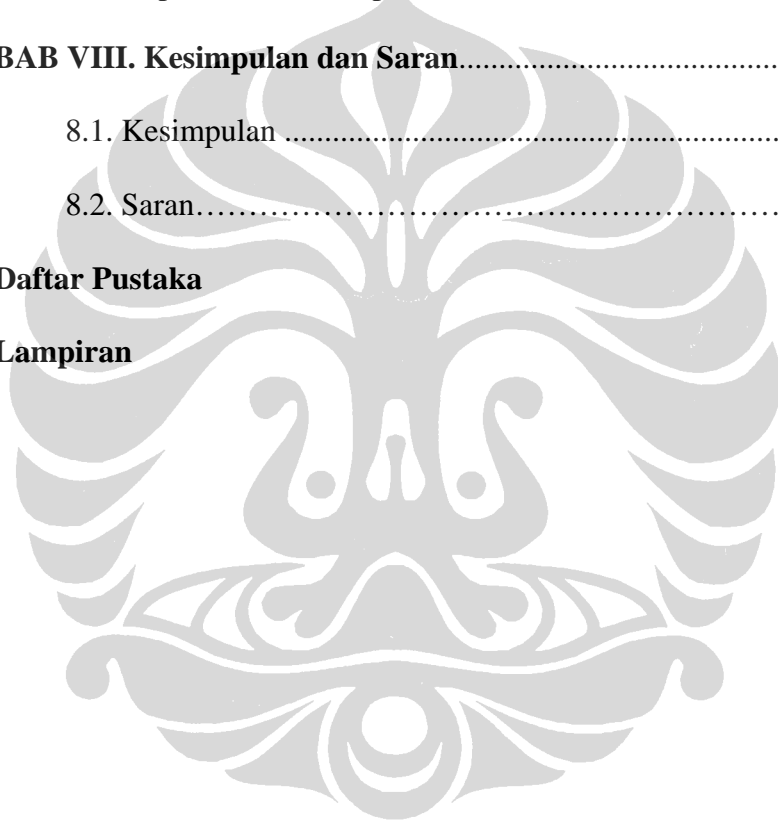 BAB VIII. Kesimpulan dan Saran..........................................
8.1. Kesimpulan ................................................................
8.2. Saran……………………………………………………
Daftar Pustaka
Lampiran